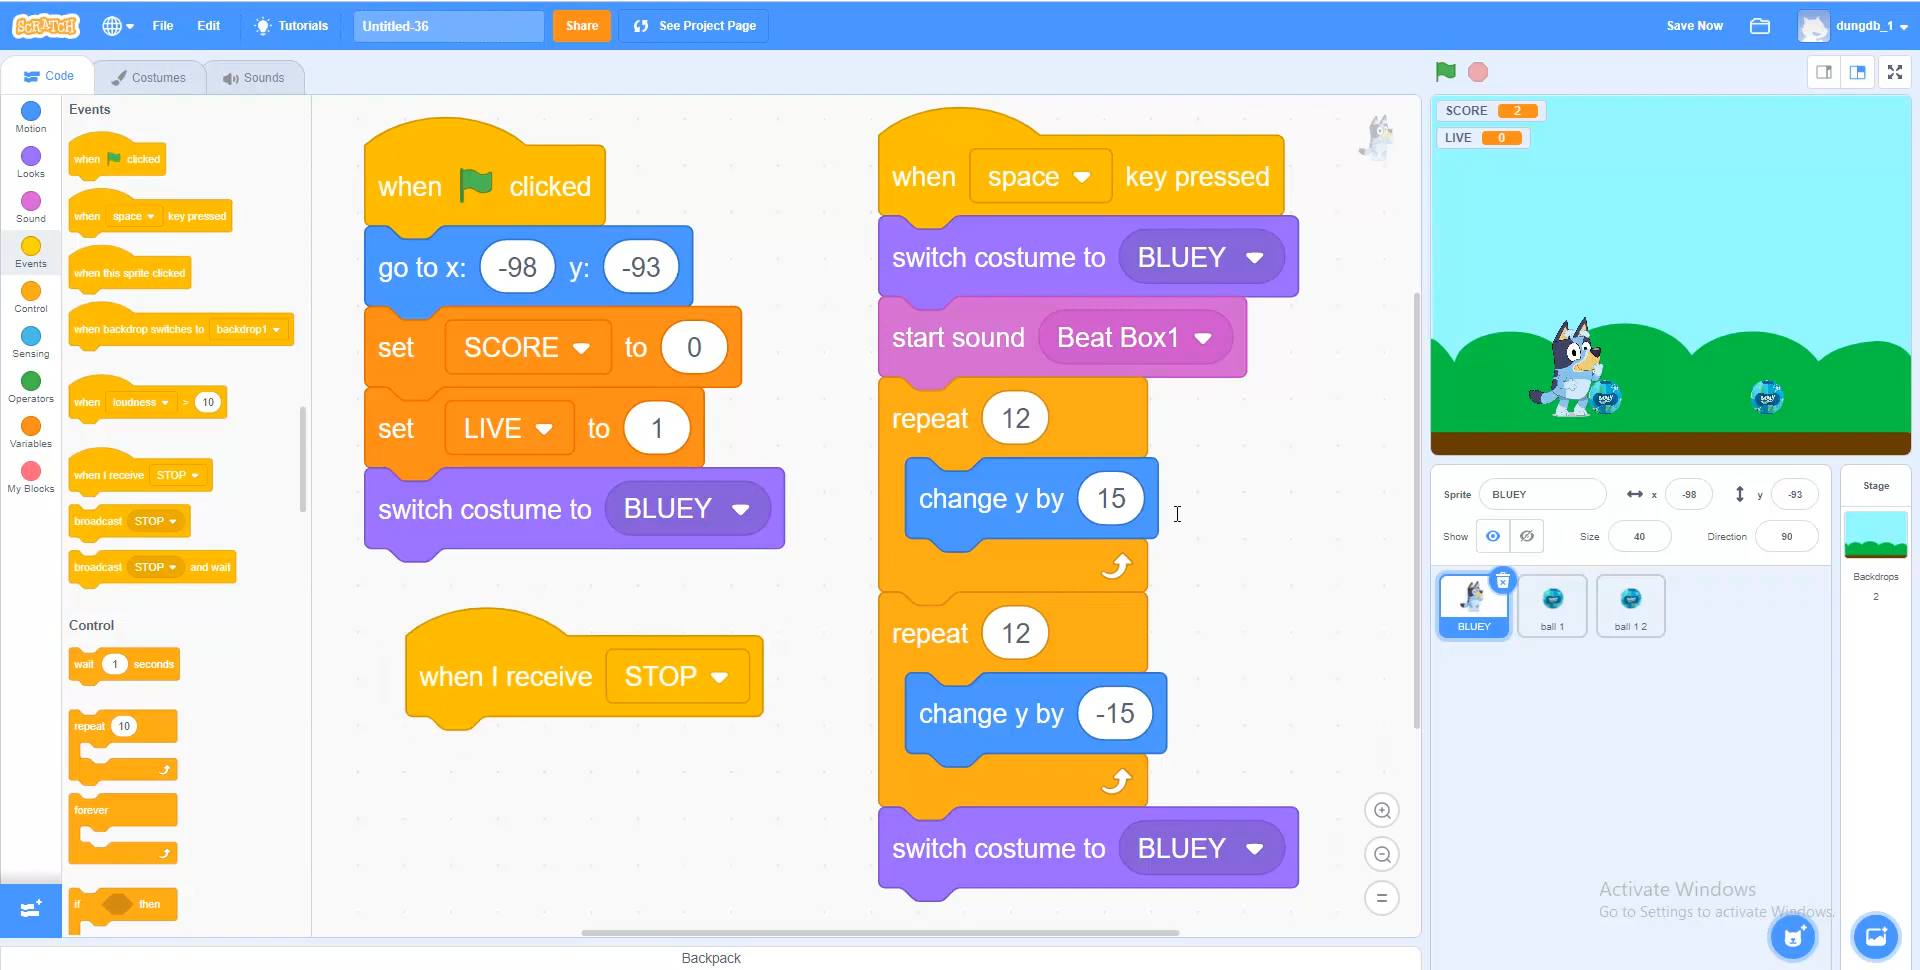 SCRATCH
File
Edit
Tutorials
Untitled-36
Share
See Project Page
Save Now
dungdb_1
Code
Costumes
Sounds
Motion
Looks
Sound
Events
Control
Sensing
Operators
Variables
My Blocks
Events
when clicked
when space key pressed
when this sprite clicked
when backdrop switches to backdrop1
when loudness > 10
when I receive STOP
broadcast STOP
broadcast STOP and wait
Control
wait 1 seconds
repeat 10
forever
if then
when clicked
go to x: -98 y: -93
set SCORE to 0
set LIVE to 1
switch costume to BLUEY
when I receive STOP
when space key pressed
switch costume to BLUEY
start sound Beat Box1
repeat 12
change y by 15
repeat 12
change y by -15
switch costume to BLUEY
Backpack
SCORE 2
LIVE 0
Sprite BLUEY x -98 y -93
Show Size 40 Direction 90
BLUEY
ball 1
ball 1 2
Stage
Backdrops
2
Activate Windows
Go to Settings to activate Windows.